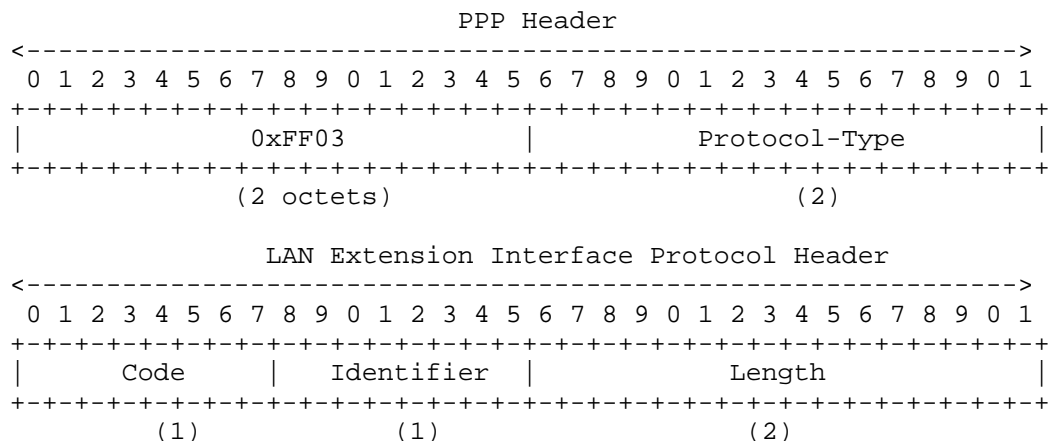 PPP Header
<--------------------------------------------------------------->
 0 1 2 3 4 5 6 7 8 9 0 1 2 3 4 5 6 7 8 9 0 1 2 3 4 5 6 7 8 9 0 1
+-+-+-+-+-+-+-+-+-+-+-+-+-+-+-+-+-+-+-+-+-+-+-+-+-+-+-+-+-+-+-+-+
|              0xFF03           |          Protocol-Type        |
+-+-+-+-+-+-+-+-+-+-+-+-+-+-+-+-+-+-+-+-+-+-+-+-+-+-+-+-+-+-+-+-+
(2 octets) (2)
LAN Extension Interface Protocol Header
<--------------------------------------------------------------->
 0 1 2 3 4 5 6 7 8 9 0 1 2 3 4 5 6 7 8 9 0 1 2 3 4 5 6 7 8 9 0 1
+-+-+-+-+-+-+-+-+-+-+-+-+-+-+-+-+-+-+-+-+-+-+-+-+-+-+-+-+-+-+-+-+
|      Code     |   Identifier  |            Length             |
+-+-+-+-+-+-+-+-+-+-+-+-+-+-+-+-+-+-+-+-+-+-+-+-+-+-+-+-+-+-+-+-+
(1) (1) (2)